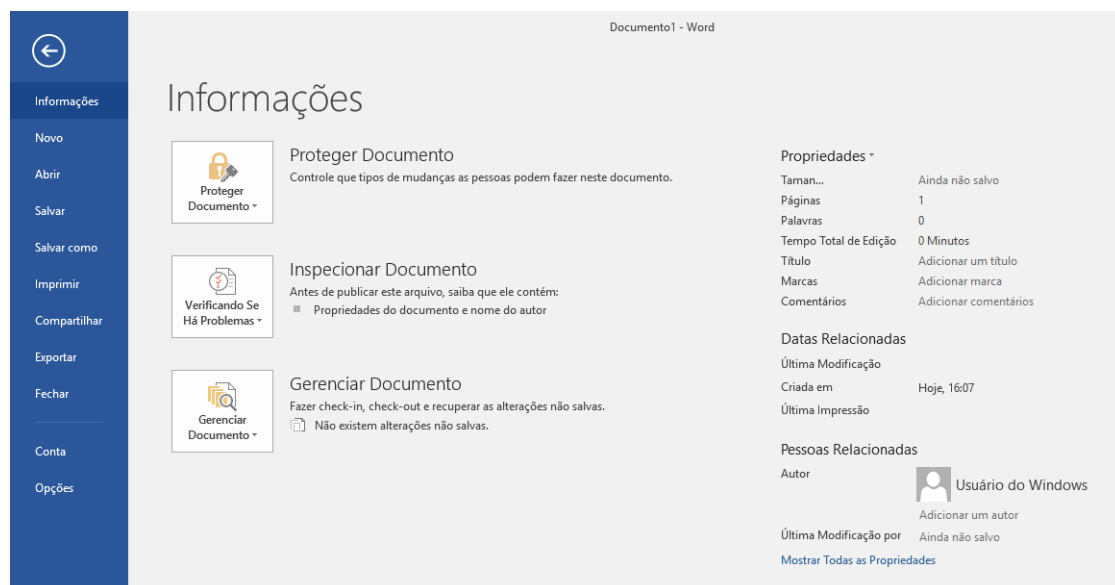 Documento1 - Word
Informações
Novo
Abrir
Salvar
Salvar como
Imprimir
Compartilhar
Exportar
Fechar
Conta
Opções
Informações
Proteger
Documento
Proteger Documento
Controle que tipos de mudanças as pessoas podem fazer neste documento.
Verificando Se
Há Problemas
Inspecionar Documento
Antes de publicar este arquivo, saiba que ele contém:
Propriedades do documento e nome do autor
Gerenciar
Documento
Gerenciar Documento
Fazer check-in, check-out e recuperar as alterações não salvas.
Não existem alterações não salvas.
Propriedades
Taman... Ainda não salvo
Páginas 1
Palavras 0
Tempo Total de Edição 0 Minutos
Título Adicionar um título
Marcas Adicionar marca
Comentários Adicionar comentários
Datas Relacionadas
Última Modificação
Criada em Hoje, 16:07
Última Impressão
Pessoas Relacionadas
Autor Usuário do Windows
Adicionar um autor
Última Modificação por Ainda não salvo
Mostrar Todas as Propriedades